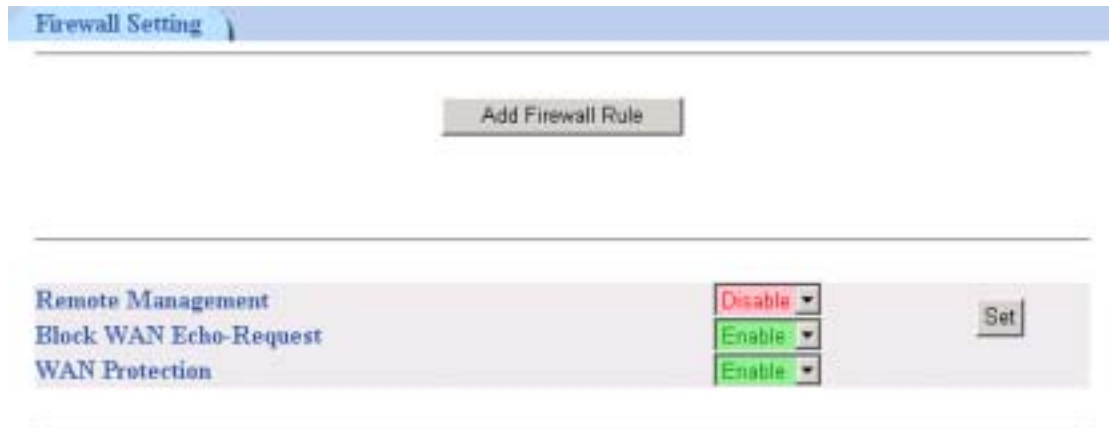 Firewall Setting
Add Firewall Rule
Remote Management Disable
Set
Block WAN Echo-Request Enable
WAN Protection Enable